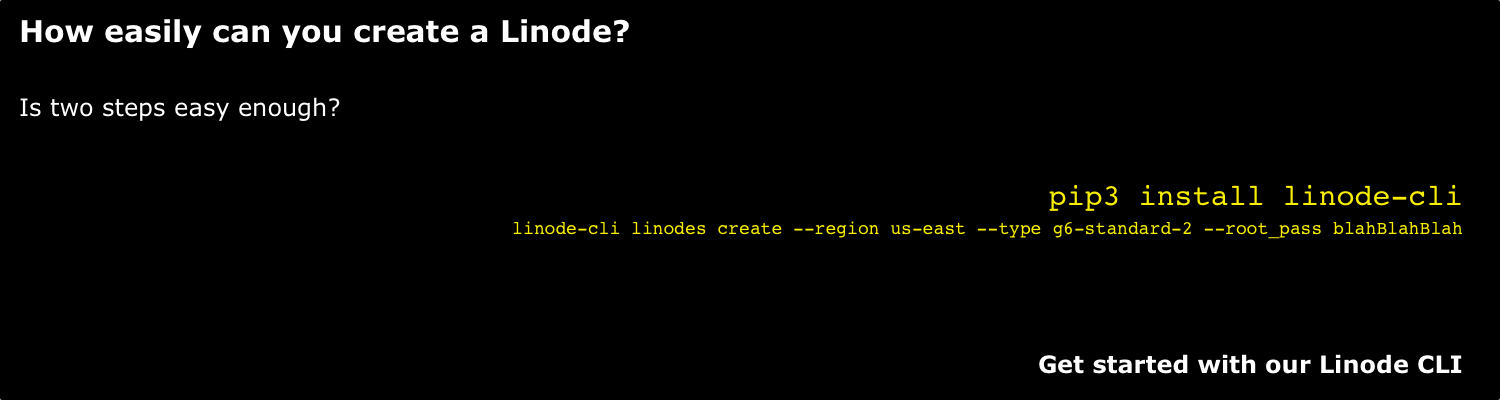 How easily can you create a Linode?
Is two steps easy enough?
pip3 install linode-cli
linode-cli linodes create --region us-east --type g6-standard-2 --root_pass blahBlahBlah
Get started with our Linode CLI